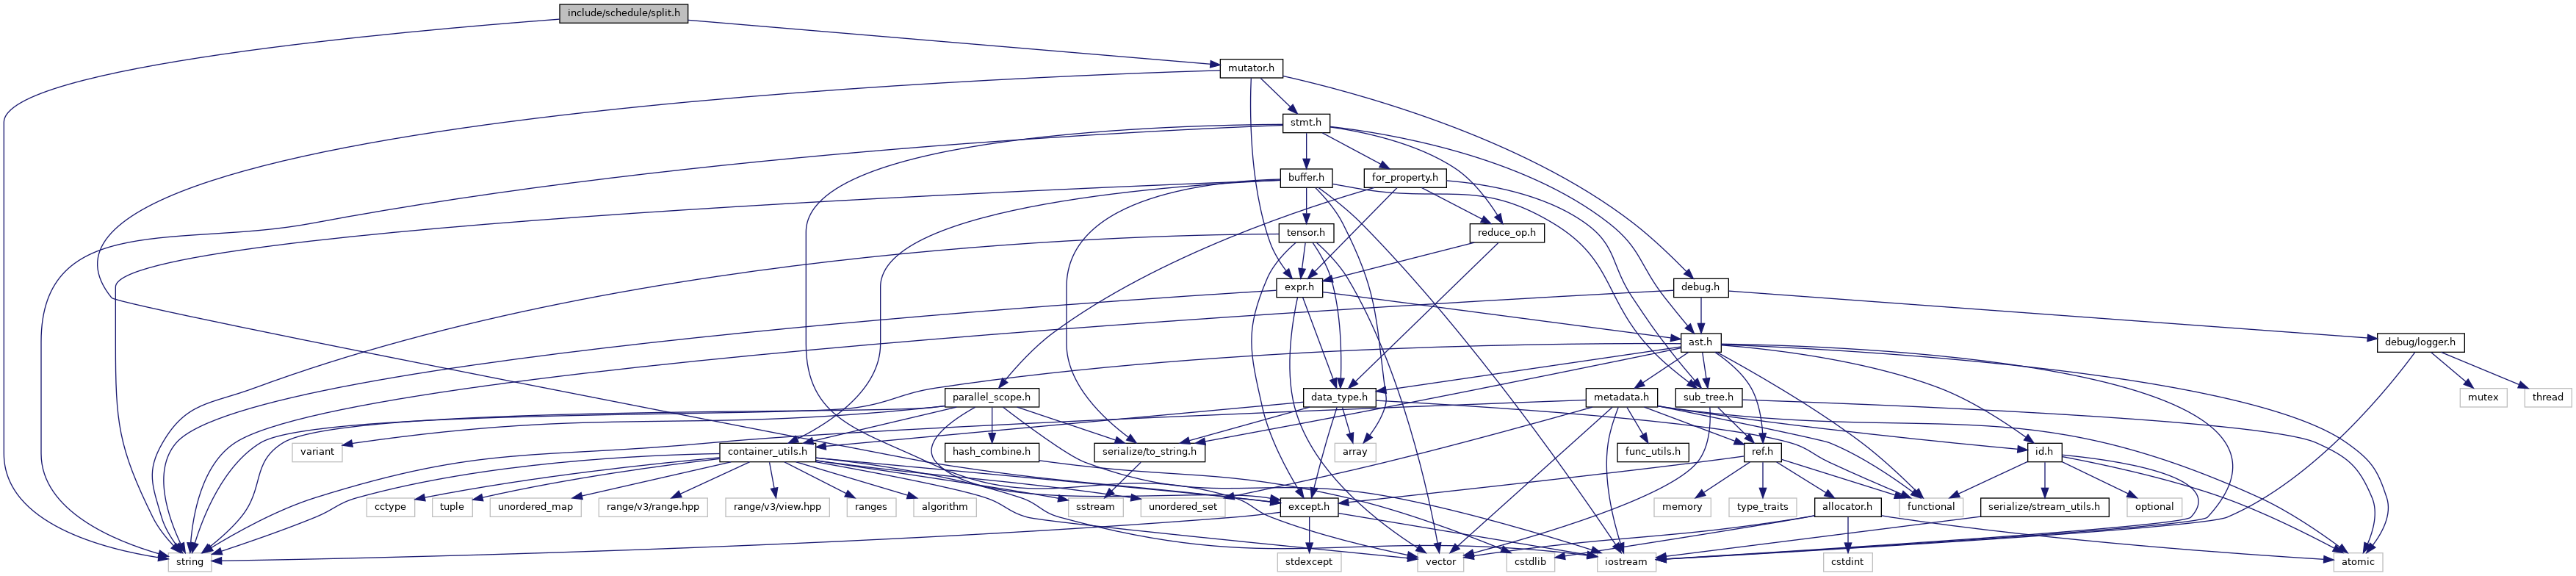 include/schedule/split.h
mutator.h
stmt.h
buffer.h
for_property.h
tensor.h
reduce_op.h
expr.h
debug.h
ast.h
debug/logger.h
parallel_scope.h
data_type.h
metadata.h
sub_tree.h
mutex
thread
variant
container_utils.h
hash_combine.h
serialize/to_string.h
array
func_utils.h
ref.h
id.h
cctype
tuple
unordered_map
range/v3/range.hpp
range/v3/view.hpp
ranges
algorithm
sstream
unordered_set
except.h
memory
type_traits
allocator.h
functional
serialize/stream_utils.h
optional
string
stdexcept
vector
cstdlib
iostream
cstdint
atomic